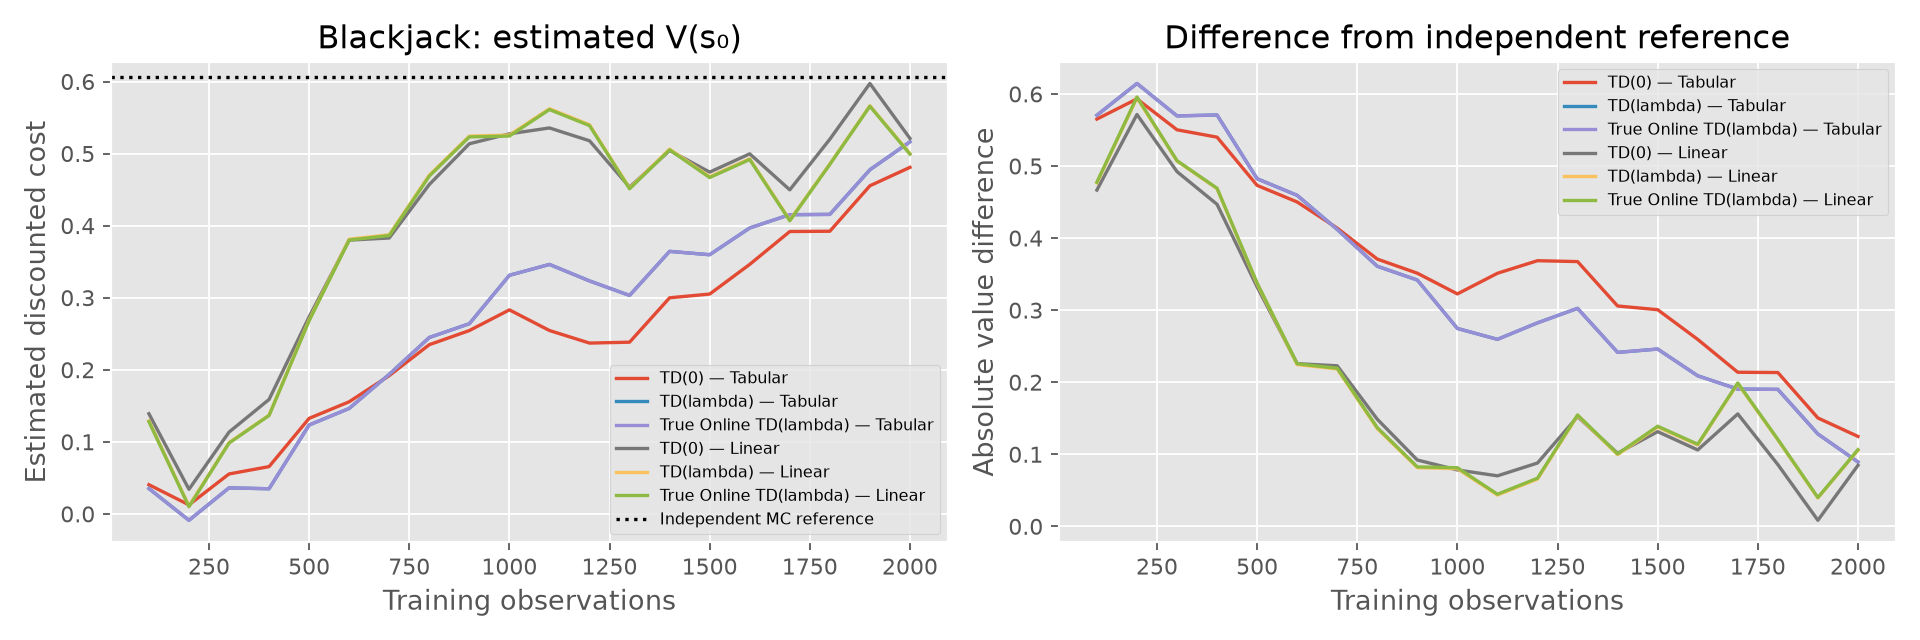 Blackjack: estimated V(s₀)
Estimated discounted cost
0.6
0.5
0.4
0.3
0.2
0.1
0.0
TD(0) — Tabular
TD(lambda) — Tabular
True Online TD(lambda) — Tabular
TD(0) — Linear
TD(lambda) — Linear
True Online TD(lambda) — Linear
Independent MC reference
250 500 750 1000 1250 1500 1750 2000
Training observations
Difference from independent reference
Absolute value difference
0.6
0.5
0.4
0.3
0.2
0.1
0.0
TD(0) — Tabular
TD(lambda) — Tabular
True Online TD(lambda) — Tabular
TD(0) — Linear
TD(lambda) — Linear
True Online TD(lambda) — Linear
250 500 750 1000 1250 1500 1750 2000
Training observations